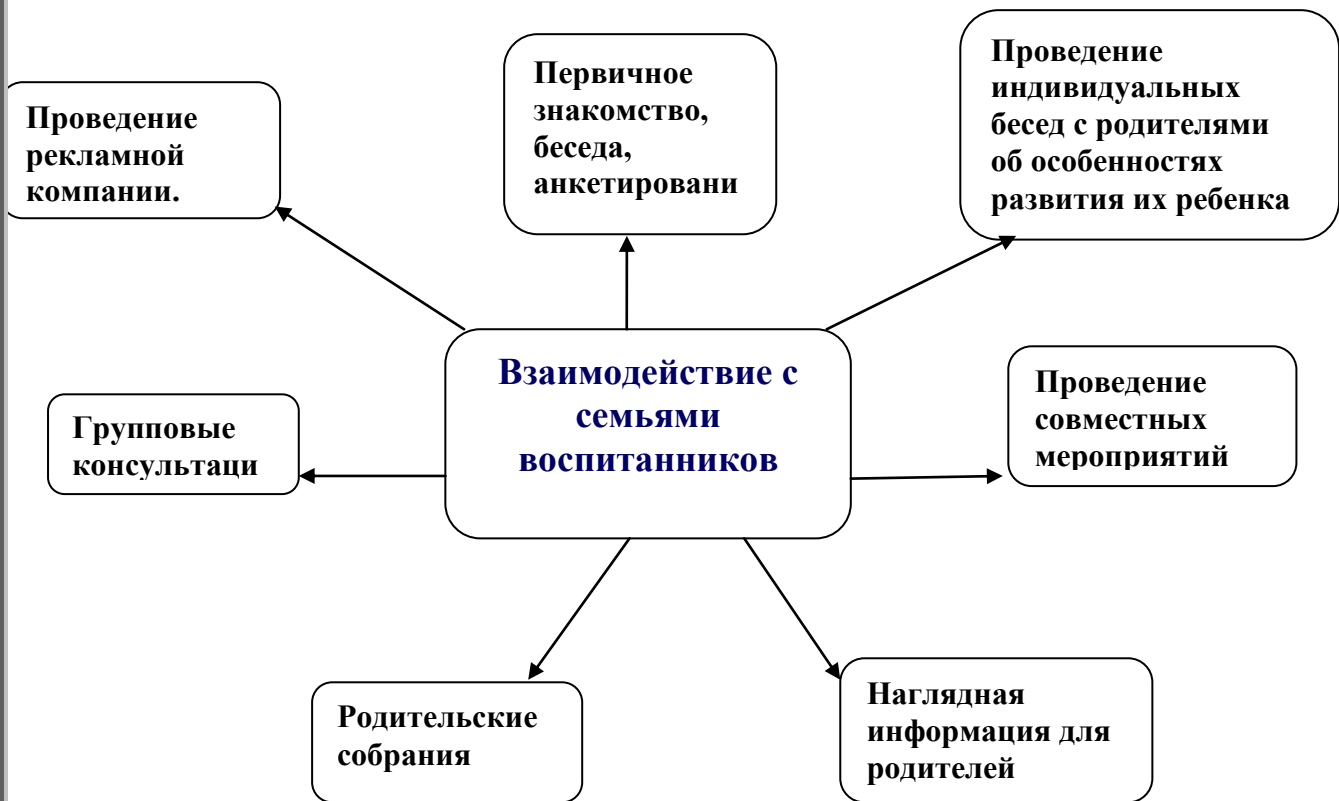 Проведение
рекламной
компании.
Первичное
знакомство,
беседа,
анкетировани
Проведение
индивидуальных
бесед с родителями
об особенностях
развития их ребенка
Взаимодействие с
семьями
воспитанников
Групповые
консультаци
Проведение
совместных
мероприятий
Родительские
собрания
Наглядная
информация для
родителей